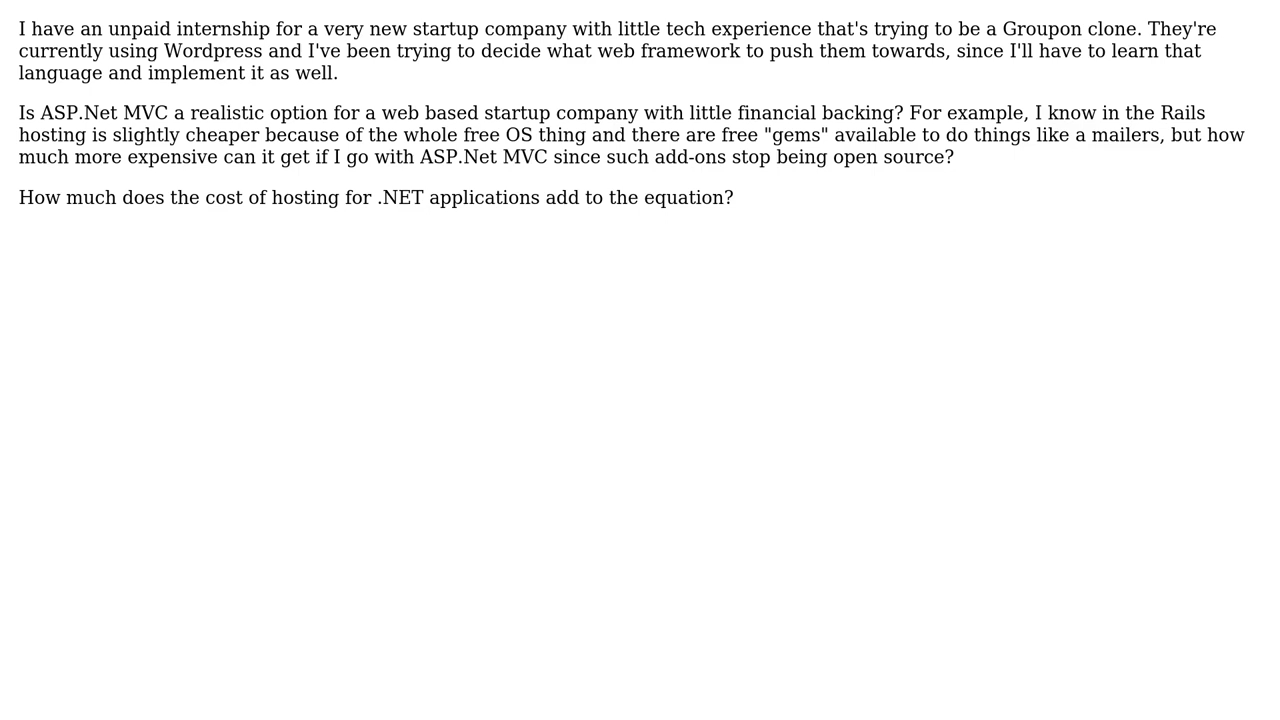 I have an unpaid internship for a very new startup company with little tech experience that's trying to be a Groupon clone. They're
currently using Wordpress and I've been trying to decide what web framework to push them towards, since I'll have to learn that
language and implement it as well.
Is ASP.Net MVC a realistic option for a web based startup company with little financial backing? For example, I know in the Rails
hosting is slightly cheaper because of the whole free OS thing and there are free "gems" available to do things like a mailers, but how
much more expensive can it get if I go with ASP.Net MVC since such add-ons stop being open source?
How much does the cost of hosting for .NET applications add to the equation?